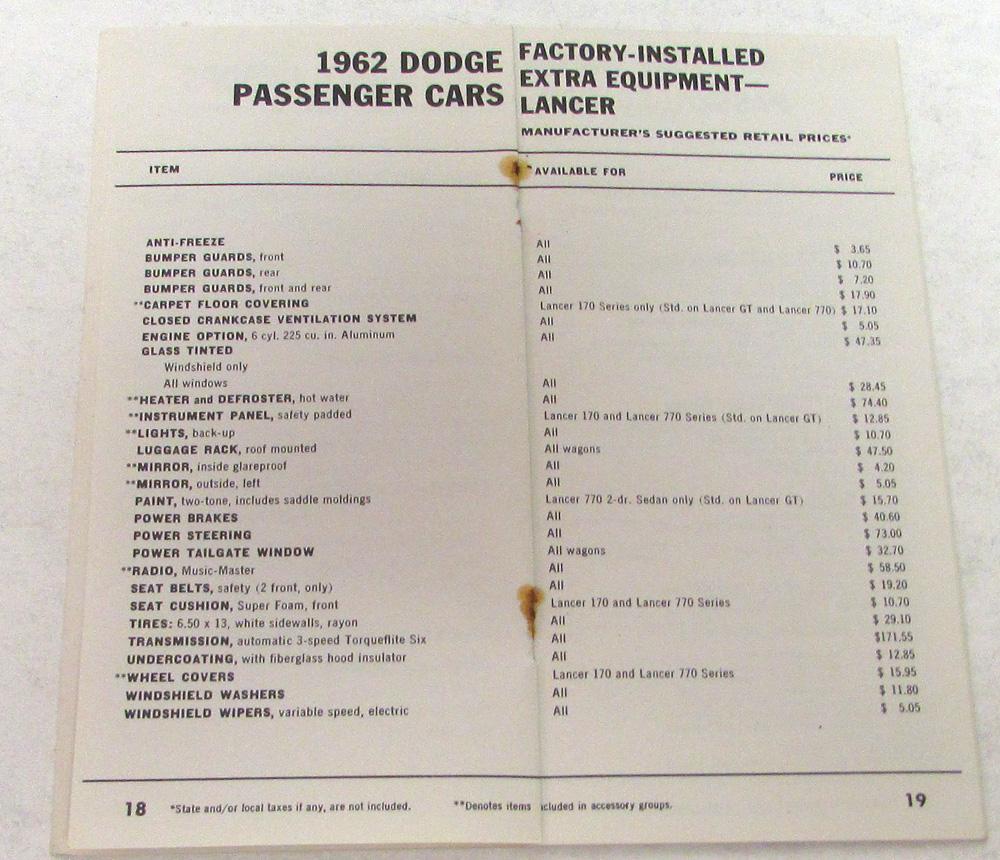 1962 DODGE PASSENGER CARS
FACTORY-INSTALLED
EXTRA EQUIPMENT—
LANCER
MANUFACTURER'S SUGGESTED RETAIL PRICES*
ITEM AVAILABLE FOR PRICE
ANTI-FREEZE All $ 3.65
BUMPER GUARDS, front All $ 10.70
BUMPER GUARDS, rear All $ 7.20
BUMPER GUARDS, front and rear All $ 17.90
**CARPET FLOOR COVERING Lancer 170 Series only (Std. on Lancer GT and Lancer 770) $ 17.10
CLOSED CRANKCASE VENTILATION SYSTEM All $ 5.05
ENGINE OPTION, 6 cyl. 225 cu. in. Aluminum All $ 47.35
GLASS TINTED
Windshield only
All windows All $ 28.45
**HEATER and DEFROSTER, hot water All $ 74.40
**INSTRUMENT PANEL, safety padded Lancer 170 and Lancer 770 Series (Std. on Lancer GT) $ 12.85
**LIGHTS, back-up All $ 10.70
LUGGAGE RACK, roof mounted All wagons $ 47.50
**MIRROR, inside glareproof All $ 4.20
**MIRROR, outside, left All $ 5.05
PAINT, two-tone, includes saddle moldings Lancer 770 2-dr. Sedan only (Std. on Lancer GT) $ 15.70
POWER BRAKES All $ 40.60
POWER STEERING All $ 73.00
POWER TAILGATE WINDOW All wagons $ 32.70
**RADIO, Music-Master All $ 58.50
SEAT BELTS, safety (2 front, only) All $ 19.20
SEAT CUSHION, Super Foam, front Lancer 170 and Lancer 770 Series $ 10.70
TIRES: 6.50 x 13, white sidewalls, rayon All $ 29.10
TRANSMISSION, automatic 3-speed Torqueflite Six All $171.55
UNDERCOATING, with fiberglass hood insulator All $ 12.85
**WHEEL COVERS Lancer 170 and Lancer 770 Series $ 15.95
WINDSHIELD WASHERS All $ 11.80
WINDSHIELD WIPERS, variable speed, electric All $ 5.05
18 *State and/or local taxes if any, are not included. **Denotes items included in accessory groups. 19